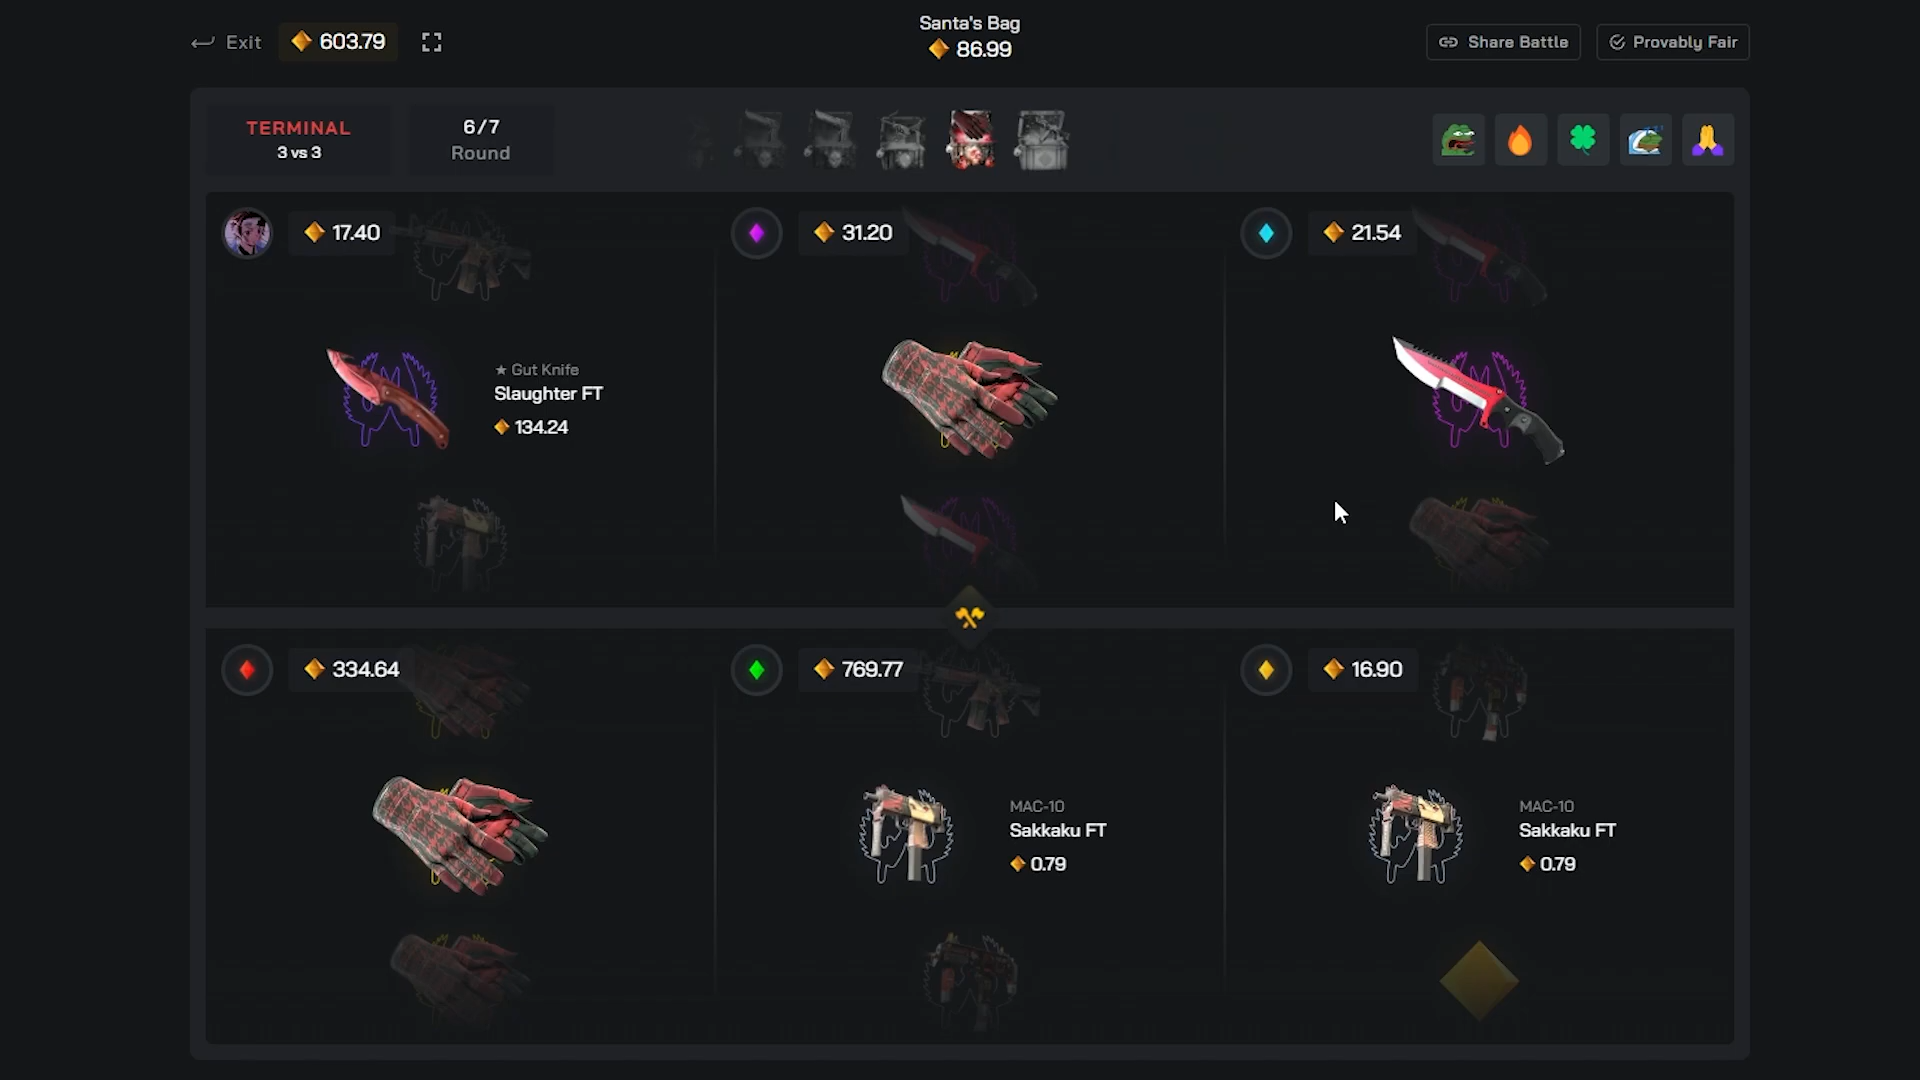 Exit
603.79
Santa's Bag
86.99
Share Battle
Provably Fair
TERMINAL
3 vs 3
6/7
Round
17.40
31.20
21.54
★ Gut Knife
Slaughter FT
134.24
334.64
769.77
16.90
MAC-10
Sakkaku FT
0.79
MAC-10
Sakkaku FT
0.79